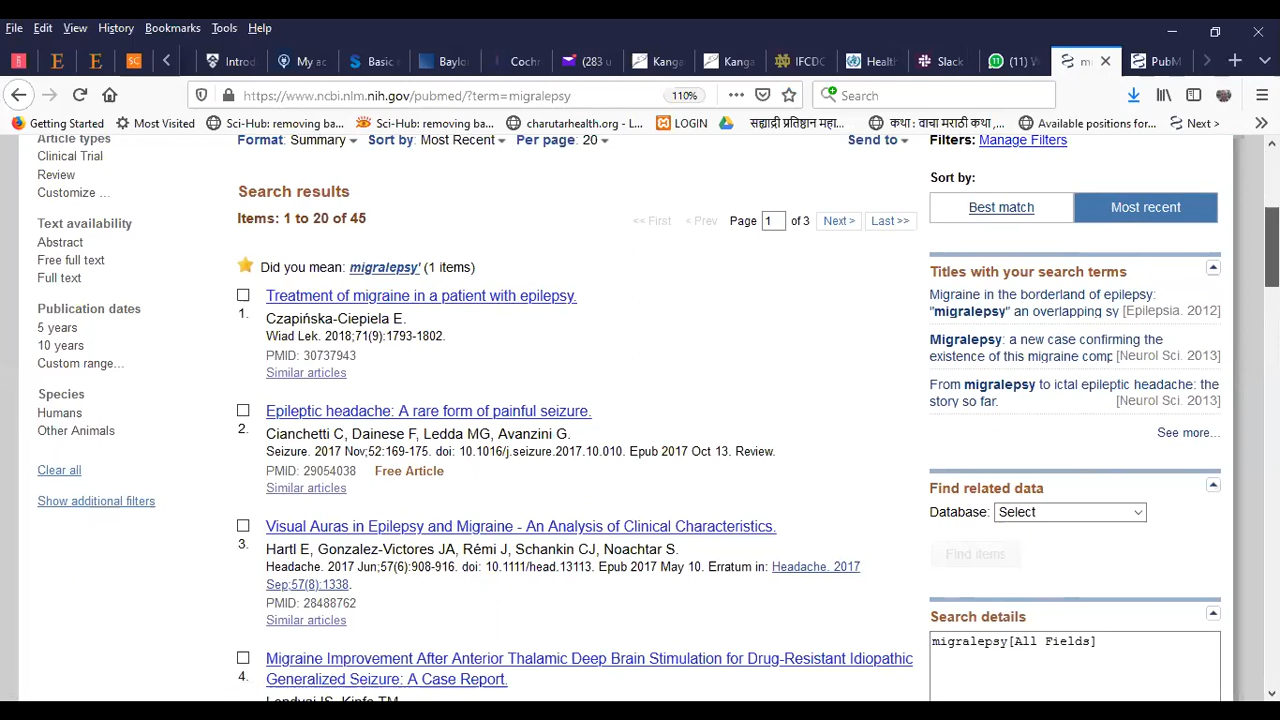 File Edit View History Bookmarks Tools Help
Introd My ac Basic Baylo Cochr (283 u Kanga Kanga IFCDC Health Slack (11) W mi PubM
https://www.ncbi.nlm.nih.gov/pubmed/?term=migralepsy 110% Search
Getting Started Most Visited Sci-Hub: removing ba... Sci-Hub: removing ba... charutarhealth.org - L... LOGIN सह्याद्री प्रतिष्ठान महा... कथा : वाचा मराठी कथा ,... Available positions for... Next >
Article types
Clinical Trial
Review
Customize ...
Text availability
Abstract
Free full text
Full text
Publication dates
5 years
10 years
Custom range...
Species
Humans
Other Animals
Clear all
Show additional filters
Format: Summary Sort by: Most Recent Per page: 20 Send to
Search results
Items: 1 to 20 of 45
<< First < Prev Page 1 of 3 Next > Last >>
Did you mean: migralepsy' (1 items)
Treatment of migraine in a patient with epilepsy.
1. Czapińska-Ciepiela E.
Wiad Lek. 2018;71(9):1793-1802.
PMID: 30737943
Similar articles
Epileptic headache: A rare form of painful seizure.
2. Cianchetti C, Dainese F, Ledda MG, Avanzini G.
Seizure. 2017 Nov;52:169-175. doi: 10.1016/j.seizure.2017.10.010. Epub 2017 Oct 13. Review.
PMID: 29054038 Free Article
Similar articles
Visual Auras in Epilepsy and Migraine - An Analysis of Clinical Characteristics.
3. Hartl E, Gonzalez-Victores JA, Rémi J, Schankin CJ, Noachtar S.
Headache. 2017 Jun;57(6):908-916. doi: 10.1111/head.13113. Epub 2017 May 10. Erratum in: Headache. 2017
Sep;57(8):1338.
PMID: 28488762
Similar articles
Migraine Improvement After Anterior Thalamic Deep Brain Stimulation for Drug-Resistant Idiopathic
4. Generalized Seizure: A Case Report.
Filters: Manage Filters
Sort by:
Best match Most recent
Titles with your search terms
Migraine in the borderland of epilepsy:
"migralepsy" an overlapping sy [Epilepsia. 2012]
Migralepsy: a new case confirming the
existence of this migraine comp [Neurol Sci. 2013]
From migralepsy to ictal epileptic headache: the
story so far. [Neurol Sci. 2013]
See more...
Find related data
Database: Select
Find items
Search details
migralepsy[All Fields]